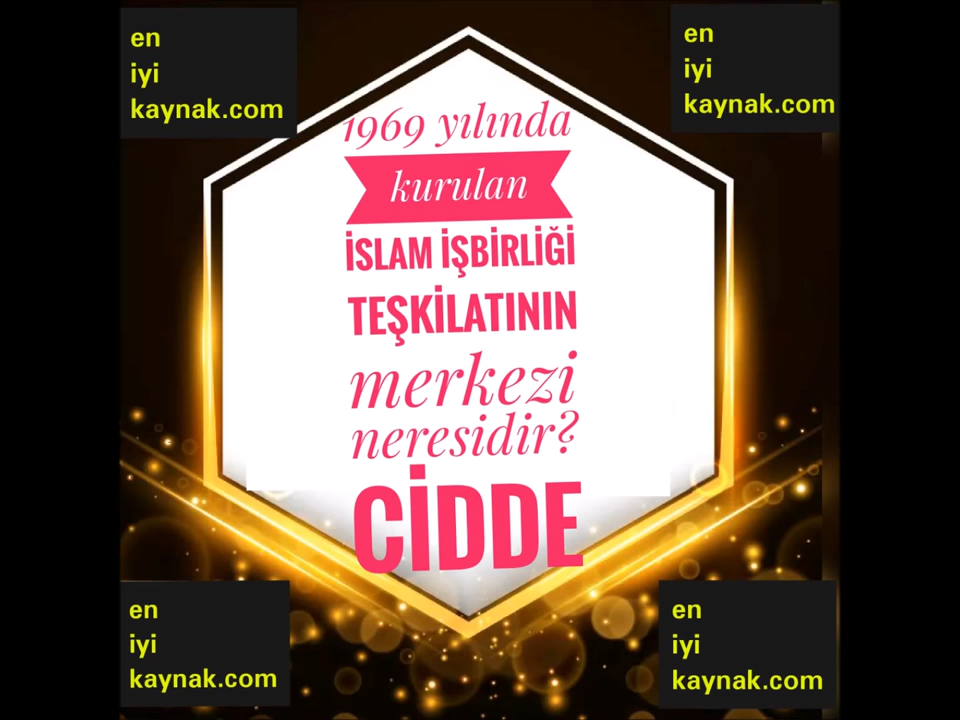 en
iyi
kaynak.com
en
iyi
kaynak.com
1969 yılında
kurulan
İSLAM İŞBİRLİĞİ
TEŞKİLATININ
merkezi
neresidir?
CİDDE
en
iyi
kaynak.com
en
iyi
kaynak.com